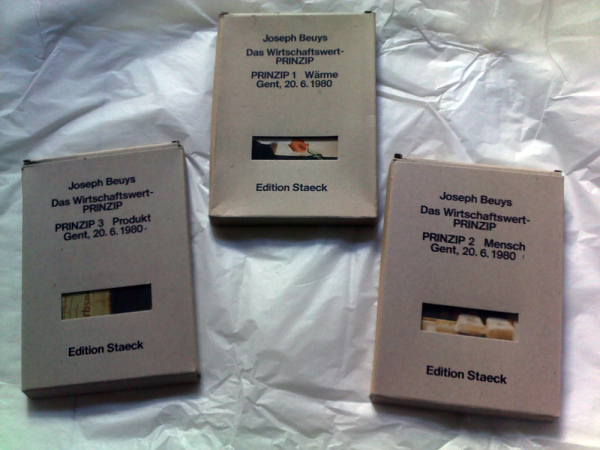 Joseph Beuys
Das Wirtschaftswert-
PRINZIP
PRINZIP 1 Wärme
Gent, 20. 6. 1980
Edition Staeck
Joseph Beuys
Das Wirtschaftswert-
PRINZIP
PRINZIP 3 Produkt
Gent, 20. 6. 1980
Edition Staeck
Joseph Beuys
Das Wirtschaftswert-
PRINZIP
PRINZIP 2 Mensch
Gent, 20. 6. 1980
Edition Staeck